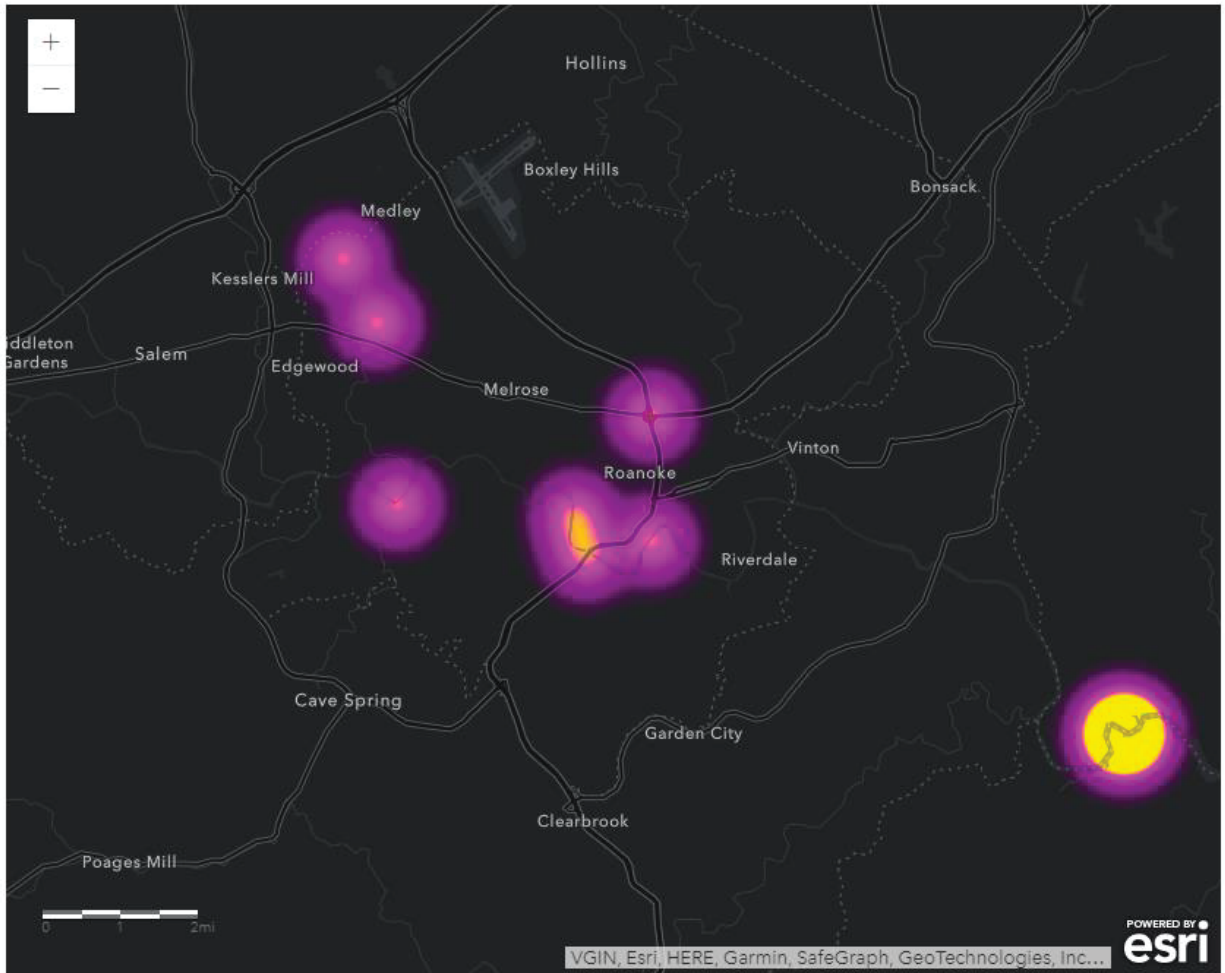 +
Hollins
−
Boxley Hills
Bonsack
Medley
Kesslers Mill
iddleton
Gardens
Salem
Edgewood
Melrose
Vinton
Roanoke
Riverdale
Cave Spring
Garden City
Clearbrook
Poages Mill
0 1 2mi
POWERED BY
esri
VGIN, Esri, HERE, Garmin, SafeGraph, GeoTechnologies, Inc...